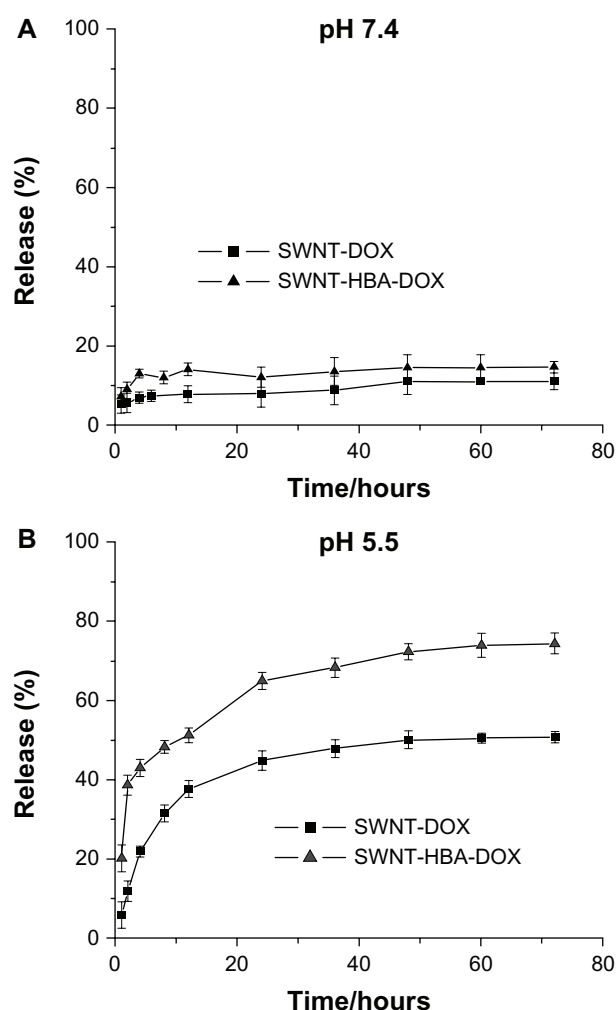 A
pH 7.4
100
80
60
40
20
0
Release (%)
SWNT-DOX
SWNT-HBA-DOX
0 20 40 60 80
Time/hours
B
pH 5.5
100
80
60
40
20
0
Release (%)
SWNT-DOX
SWNT-HBA-DOX
0 20 40 60 80
Time/hours